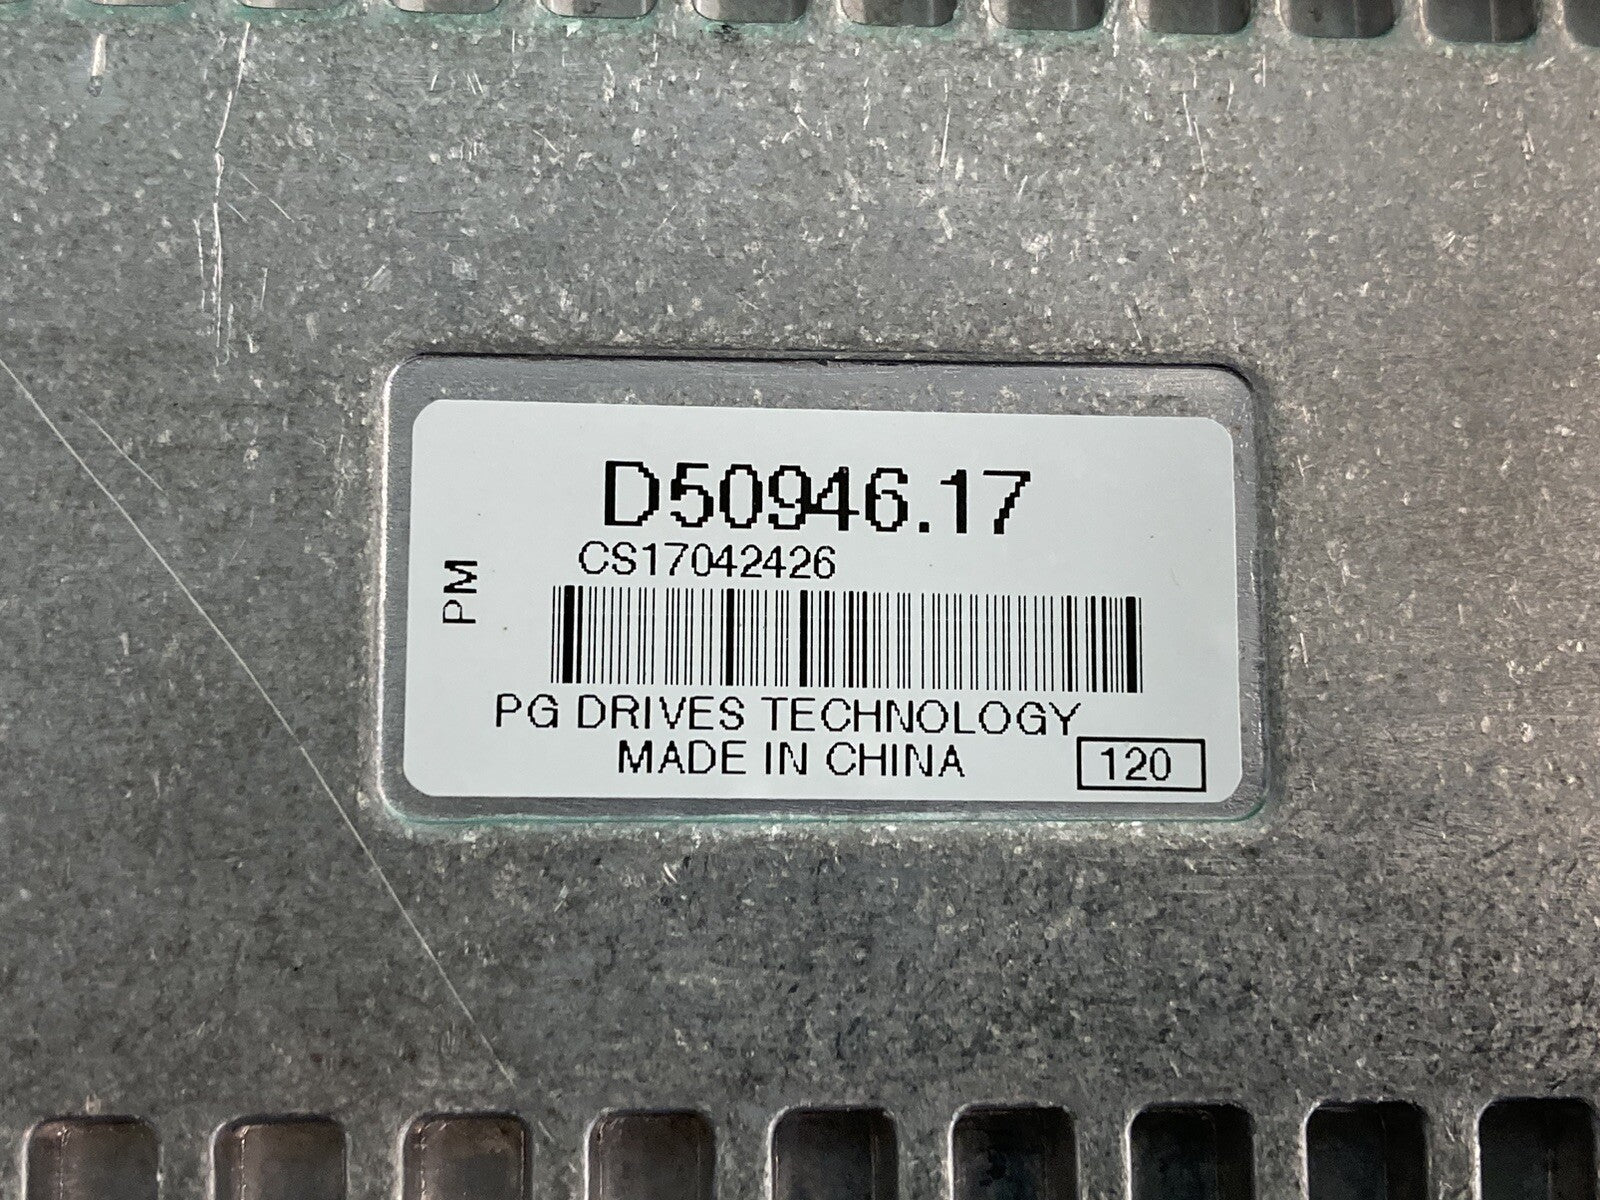 D50946.17
CS17042426
PM
PG DRIVES TECHNOLOGY
MADE IN CHINA
120